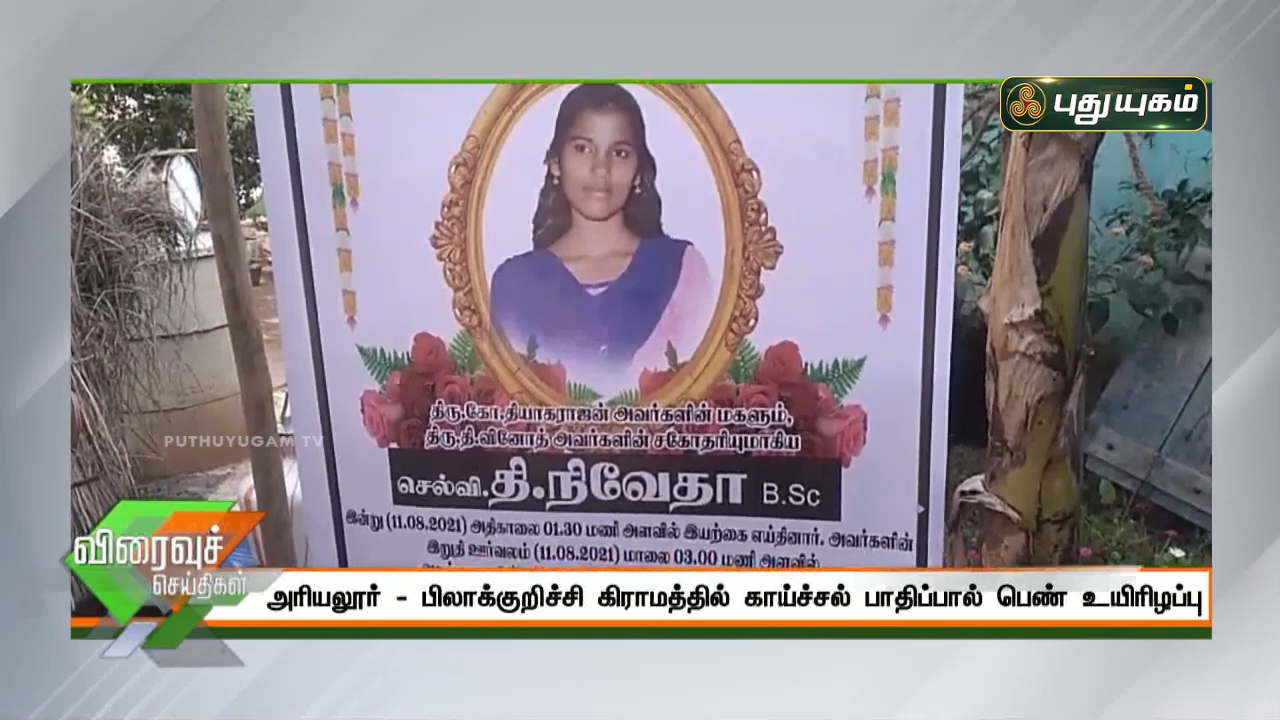 புதுயுகம்
திரு.கோ.தியாகராஜன் அவர்களின் மகளும்,
திரு.தி.வினோத் அவர்களின் சகோதரியுமாகிய
செல்வி.தி.நிவேதா B.Sc
இன்று (11.08.2021) அதிகாலை 01.30 மணி அளவில் இயற்கை எய்தினார். அவர்களின்
இறுதி ஊர்வலம் (11.08.2021) மாலை 03.00 மணி அளவில்
PUTHUYUGAM TV
விரைவுச்
செய்திகள்
அரியலூர் - பிலாக்குறிச்சி கிராமத்தில் காய்ச்சல் பாதிப்பால் பெண் உயிரிழப்பு